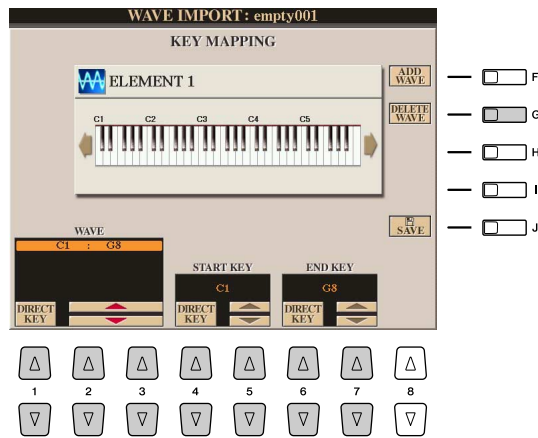 WAVE IMPORT: empty001
KEY MAPPING
ELEMENT 1
C1 C2 C3 C4 C5
ADD
WAVE
DELETE
WAVE
SAVE
F
G
H
I
J
WAVE
C1 : G8
DIRECT
KEY
START KEY
C1
DIRECT
KEY
END KEY
G8
DIRECT
KEY
1 2 3 4 5 6 7 8